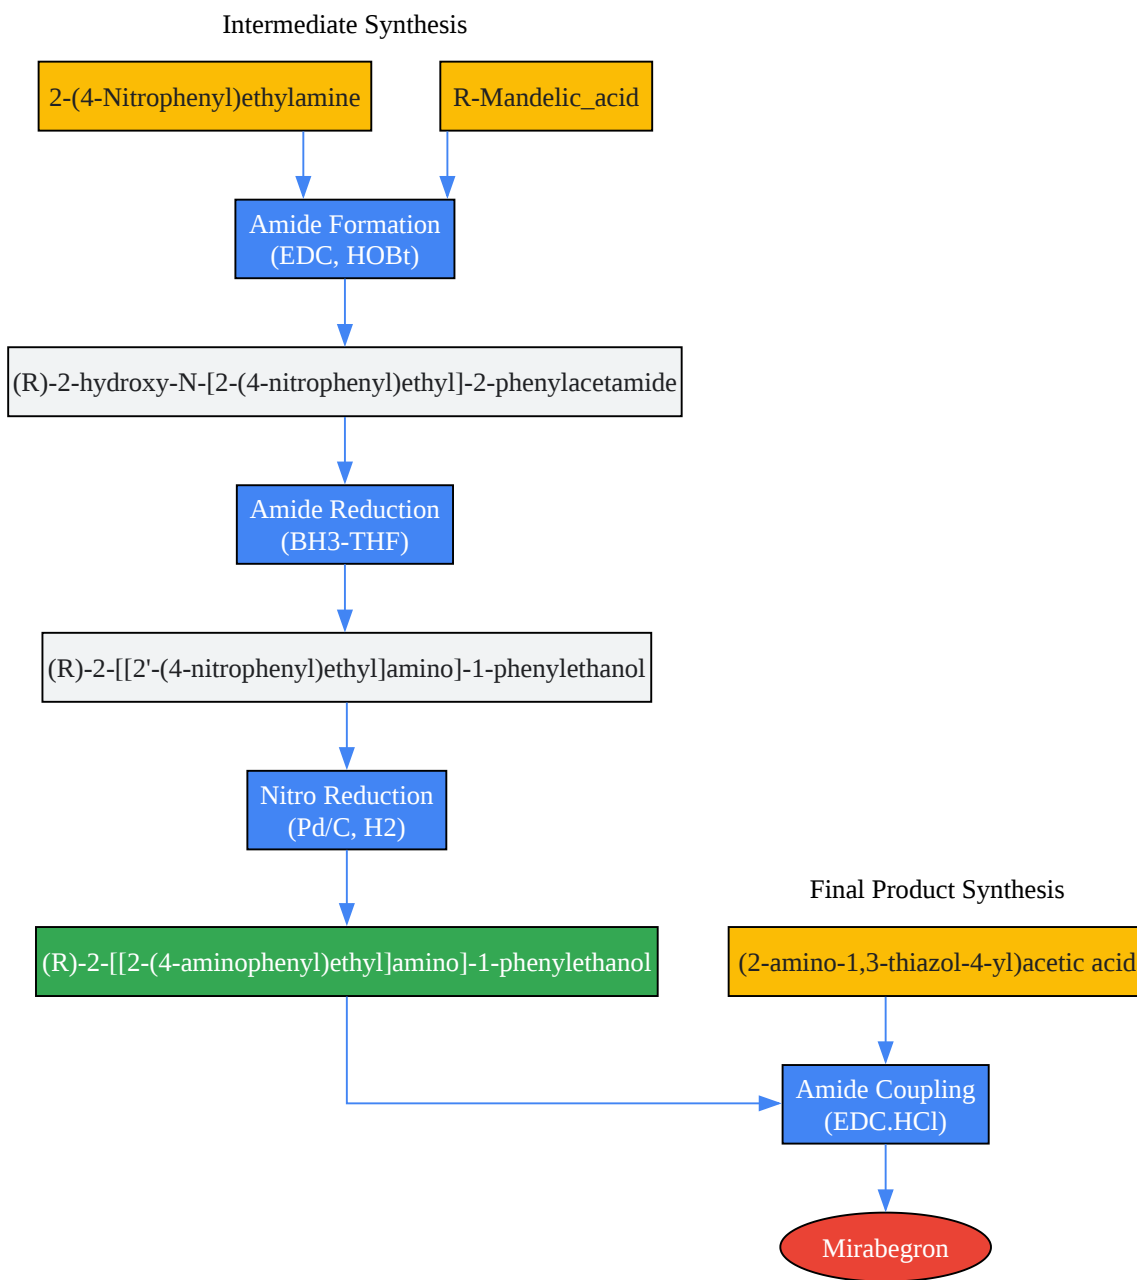 Intermediate Synthesis
2-(4-Nitrophenyl)ethylamine
R-Mandelic_acid
Amide Formation
(EDC, HOBt)
(R)-2-hydroxy-N-[2-(4-nitrophenyl)ethyl]-2-phenylacetamide
Amide Reduction
(BH3-THF)
(R)-2-[[2'-(4-nitrophenyl)ethyl]amino]-1-phenylethanol
Nitro Reduction
(Pd/C, H2)
(R)-2-[[2-(4-aminophenyl)ethyl]amino]-1-phenylethanol
Final Product Synthesis
(2-amino-1,3-thiazol-4-yl)acetic acid
Amide Coupling
(EDC.HCl)
Mirabegron